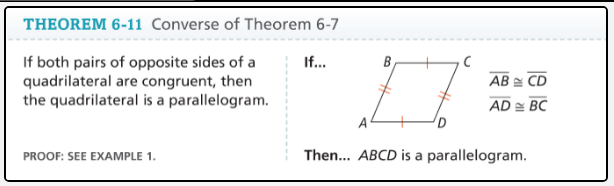 THEOREM 6-11 Converse of Theorem 6-7
If both pairs of opposite sides of a
quadrilateral are congruent, then
the quadrilateral is a parallelogram.
PROOF: SEE EXAMPLE 1.
If...
B
C
A
D
AB ≅ CD
AD ≅ BC
Then... ABCD is a parallelogram.